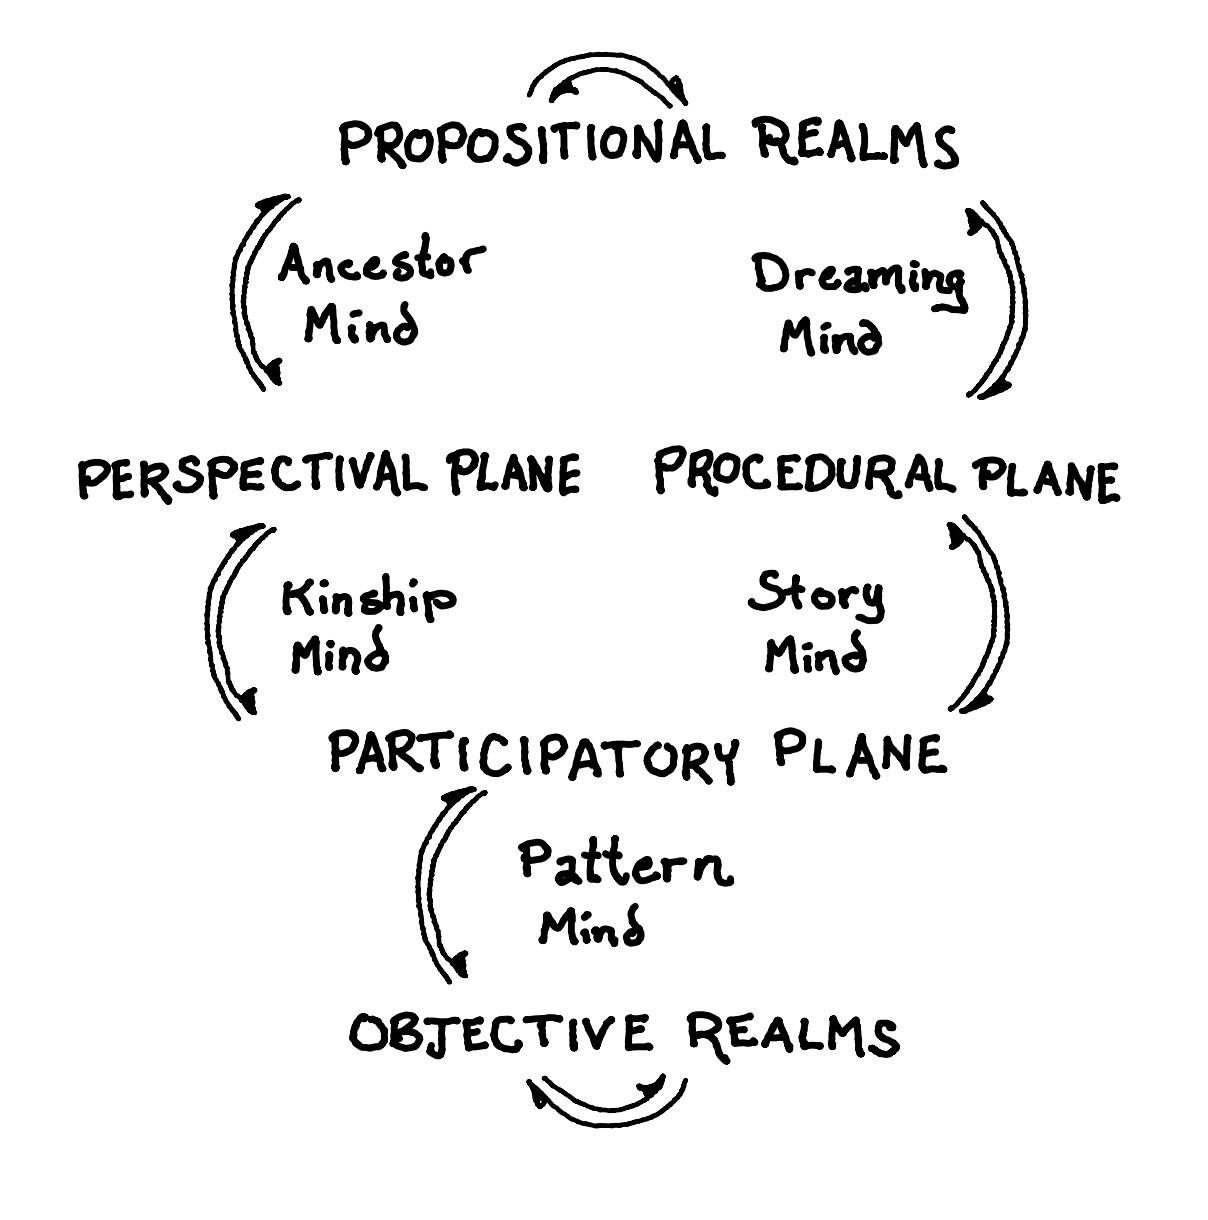 PROPOSITIONAL REALMS
Ancestor
Mind
Dreaming
Mind
PERSPECTIVAL PLANE
PROCEDURAL PLANE
Kinship
Mind
Story
Mind
PARTICIPATORY PLANE
Pattern
Mind
OBJECTIVE REALMS